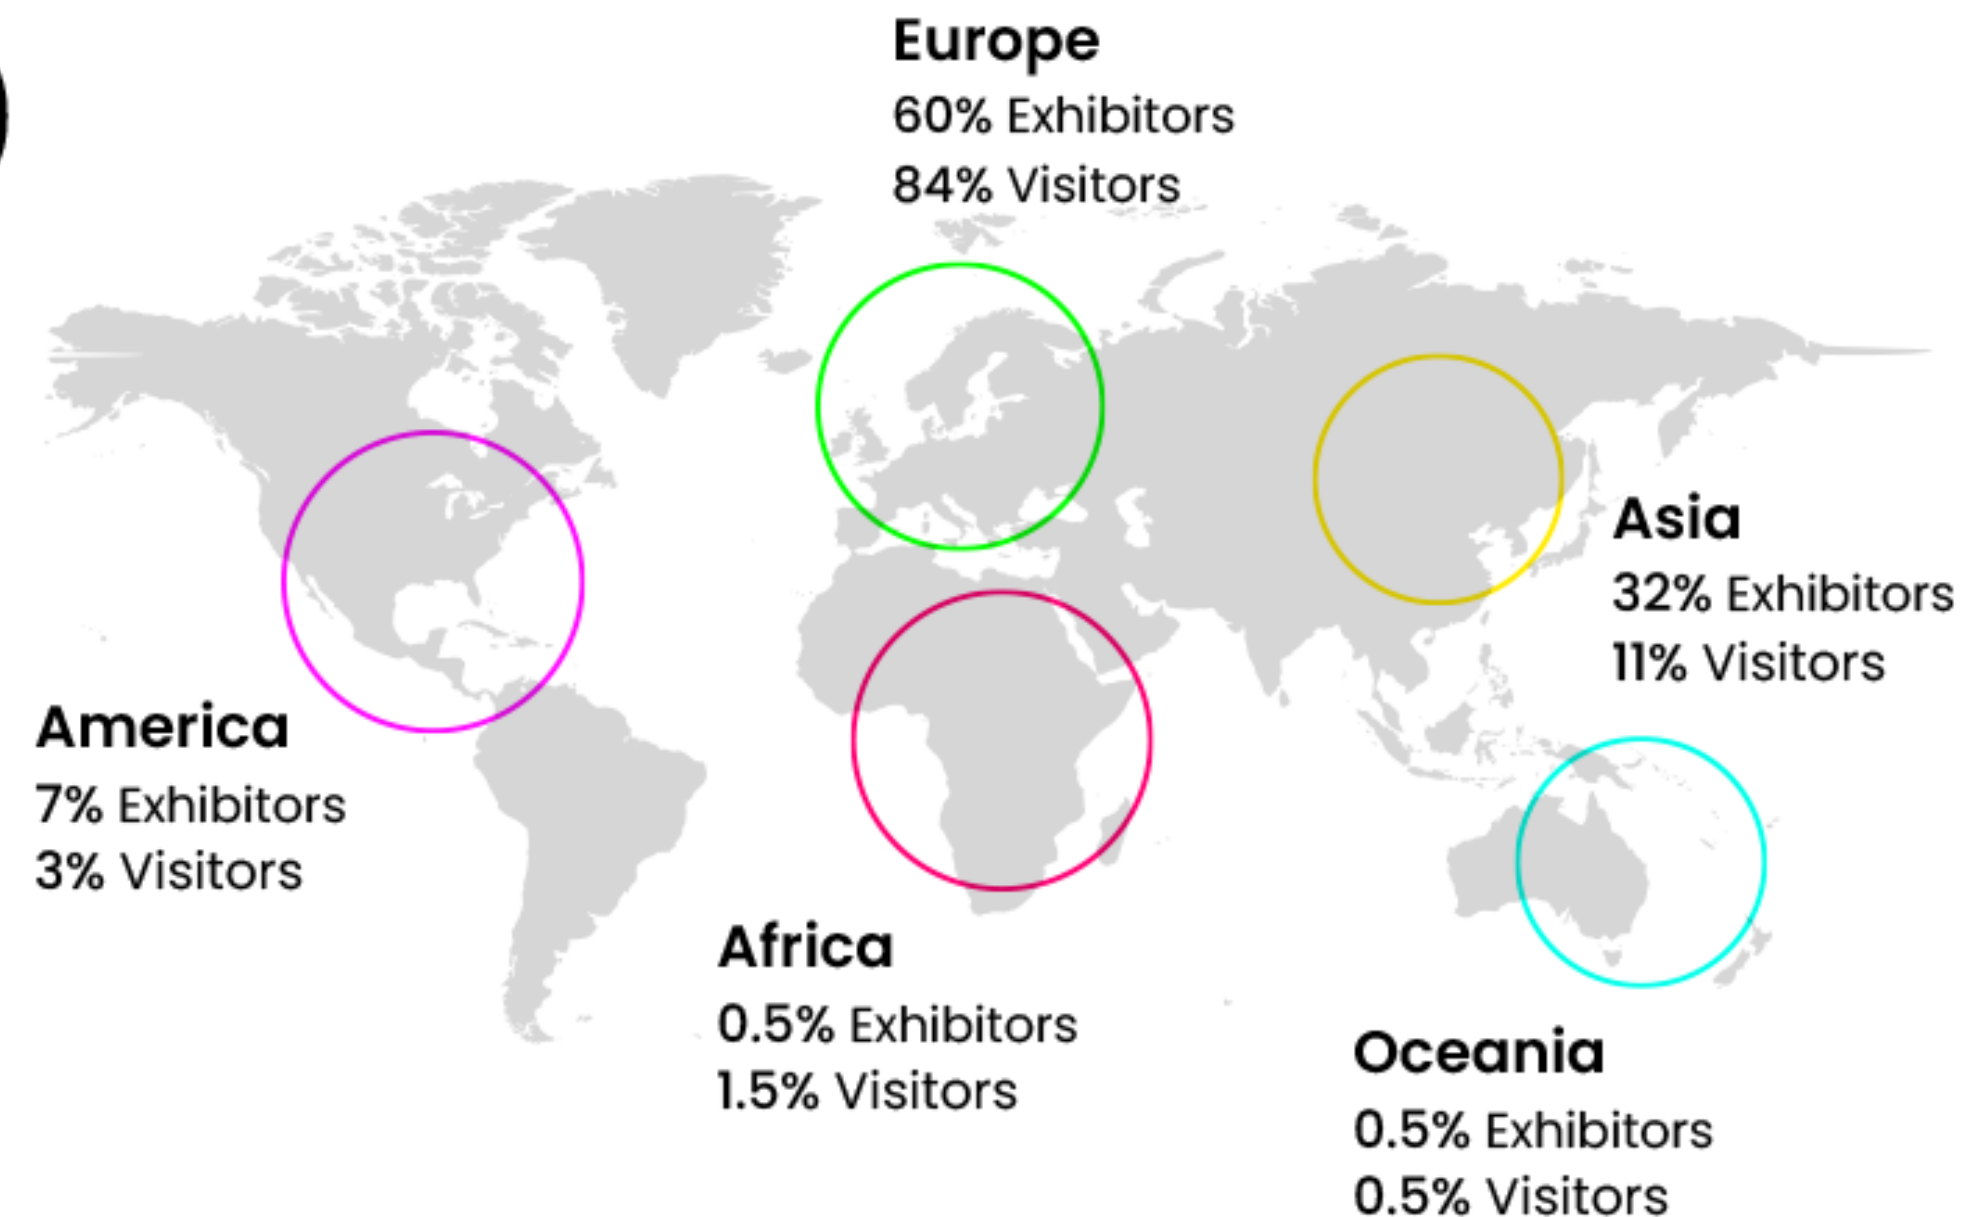 Europe
60% Exhibitors
84% Visitors
Asia
32% Exhibitors
11% Visitors
America
7% Exhibitors
3% Visitors
Africa
0.5% Exhibitors
1.5% Visitors
Oceania
0.5% Exhibitors
0.5% Visitors